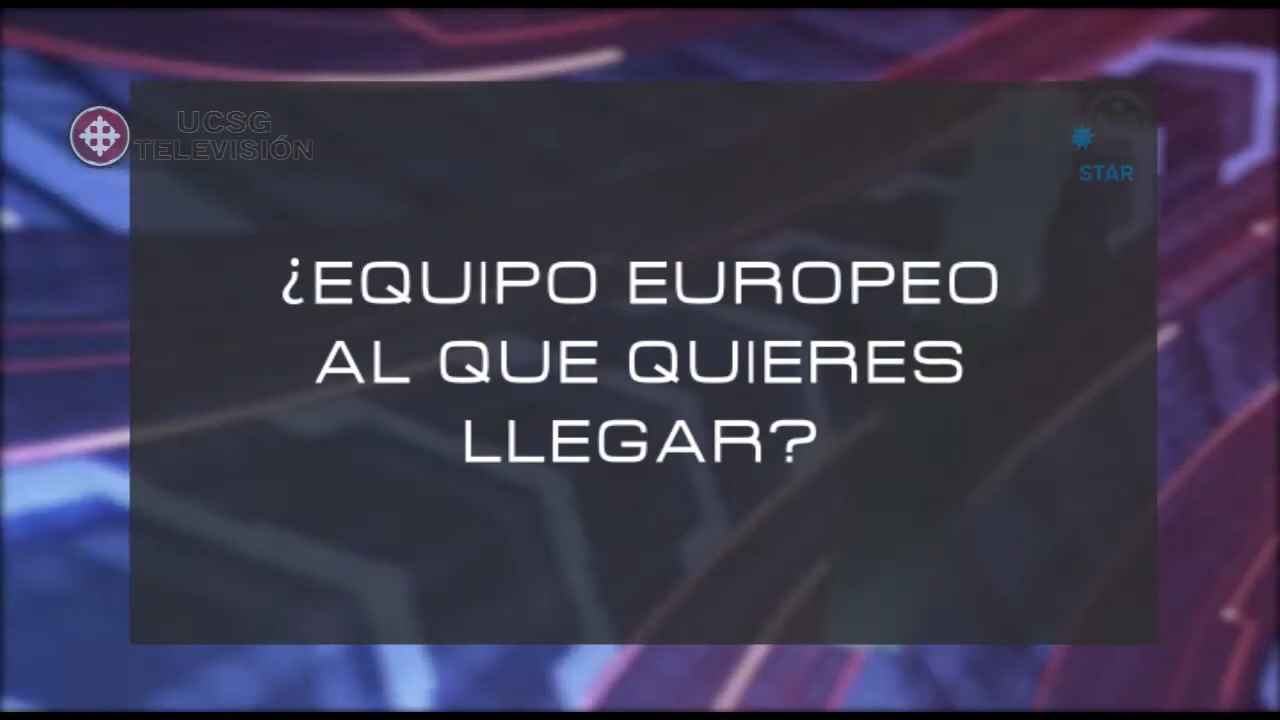 UCSG
TELEVISIÓN
STAR
¿EQUIPO EUROPEO
AL QUE QUIERES
LLEGAR?